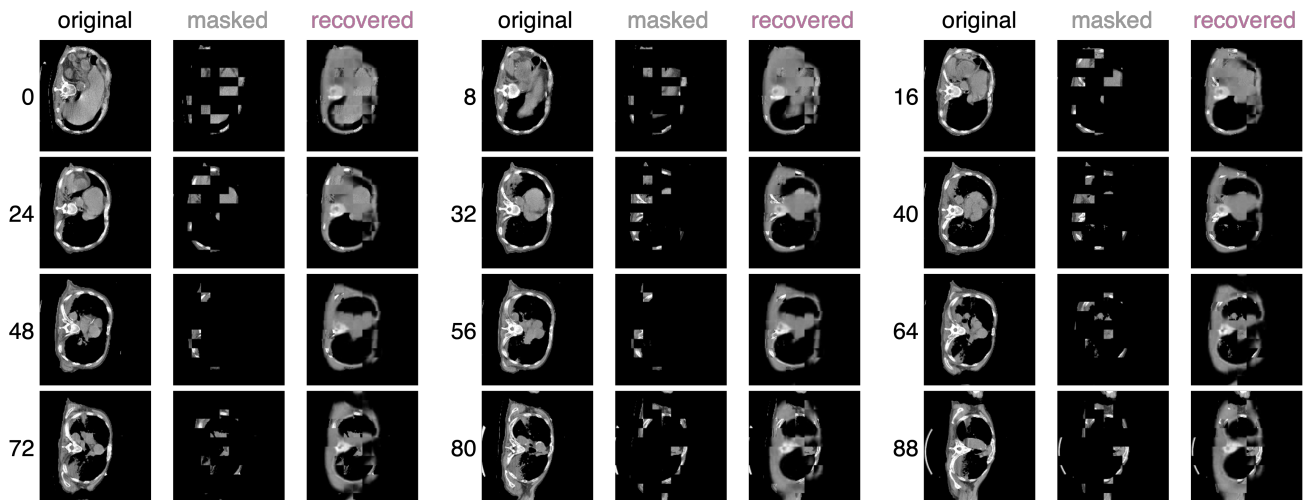 original masked recovered original masked recovered original masked recovered
0 8 16
24 32 40
48 56 64
72 80 88